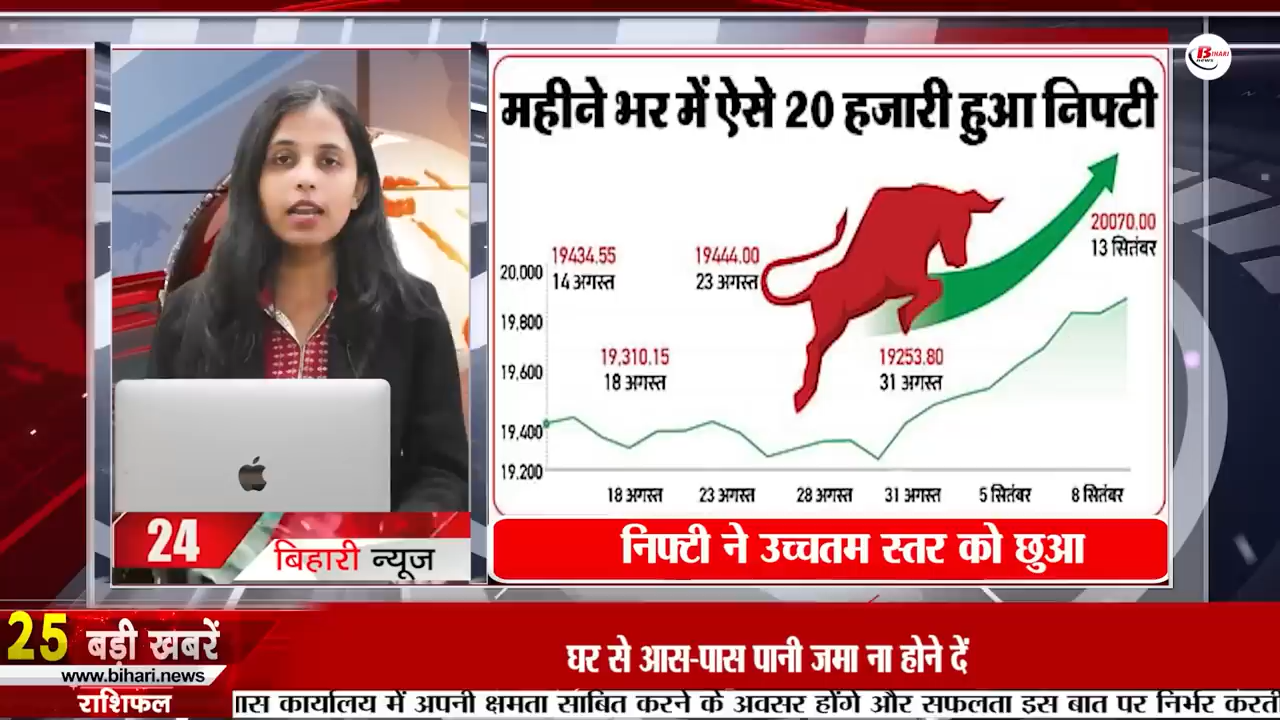 BIHARI
news
महीने भर में ऐसे 20 हजारी हुआ निफ्टी
20070.00
13 सितंबर
19434.55
14 अगस्त
19444.00
23 अगस्त
19,310.15
18 अगस्त
19253.80
31 अगस्त
20,000
19,800
19,600
19,400
19,200
18 अगस्त
23 अगस्त
28 अगस्त
31 अगस्त
5 सितंबर
8 सितंबर
24
बिहारी न्यूज
निफ्टी ने उच्चतम स्तर को छुआ
25 बड़ी खबरें
www.bihari.news
घर से आस-पास पानी जमा ना होने दें
राशिफल
ास कार्यालय में अपनी क्षमता साबित करने के अवसर होंगे और सफलता इस बात पर निर्भर करती